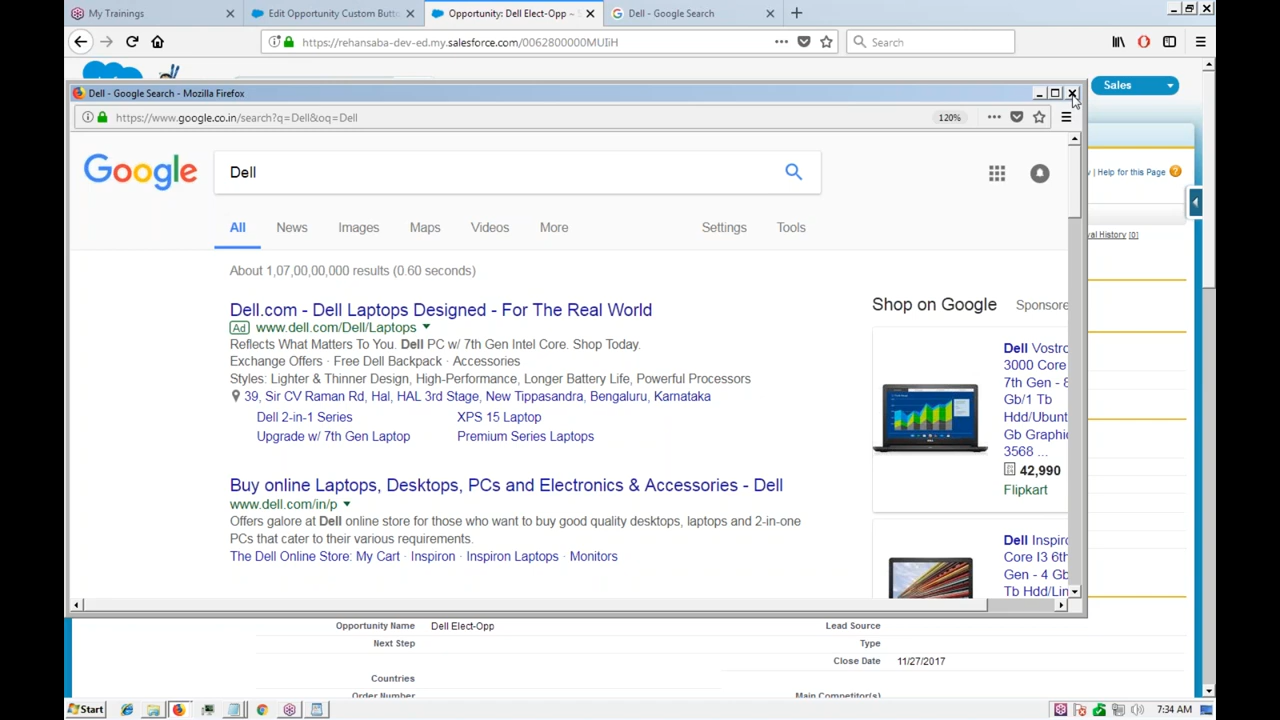 My Trainings
Edit Opportunity Custom Butto
Opportunity: Dell Elect-Opp ~
Dell - Google Search
https://rehansaba-dev-ed.my.salesforce.com/0062800000MUIiH
Search
Sales
Dell - Google Search - Mozilla Firefox
https://www.google.co.in/search?q=Dell&oq=Dell
120%
Google
Dell
Help for this Page
All
News
Images
Maps
Videos
More
Settings
Tools
val History [0]
About 1,07,00,00,000 results (0.60 seconds)
Dell.com - Dell Laptops Designed - For The Real World
Ad www.dell.com/Dell/Laptops
Reflects What Matters To You. Dell PC w/ 7th Gen Intel Core. Shop Today.
Exchange Offers · Free Dell Backpack · Accessories
Styles: Lighter & Thinner Design, High-Performance, Longer Battery Life, Powerful Processors
39, Sir CV Raman Rd, Hal, HAL 3rd Stage, New Tippasandra, Bengaluru, Karnataka
Dell 2-in-1 Series
XPS 15 Laptop
Upgrade w/ 7th Gen Laptop
Premium Series Laptops
Buy online Laptops, Desktops, PCs and Electronics & Accessories - Dell
www.dell.com/in/p
Offers galore at Dell online store for those who want to buy good quality desktops, laptops and 2-in-one
PCs that cater to their various requirements.
The Dell Online Store: My Cart · Inspiron · Inspiron Laptops · Monitors
Shop on Google
Sponsore
Dell Vostro
3000 Core
7th Gen - 8
Gb/1 Tb
Hdd/Ubunt
Gb Graphic
3568 ...
42,990
Flipkart
Dell Inspiro
Core I3 6th
Gen - 4 Gb
Tb Hdd/Lin
Opportunity Name
Dell Elect-Opp
Lead Source
Next Step
Type
Close Date
11/27/2017
Countries
Order Number
Main Competitor(s)
Start
7:34 AM